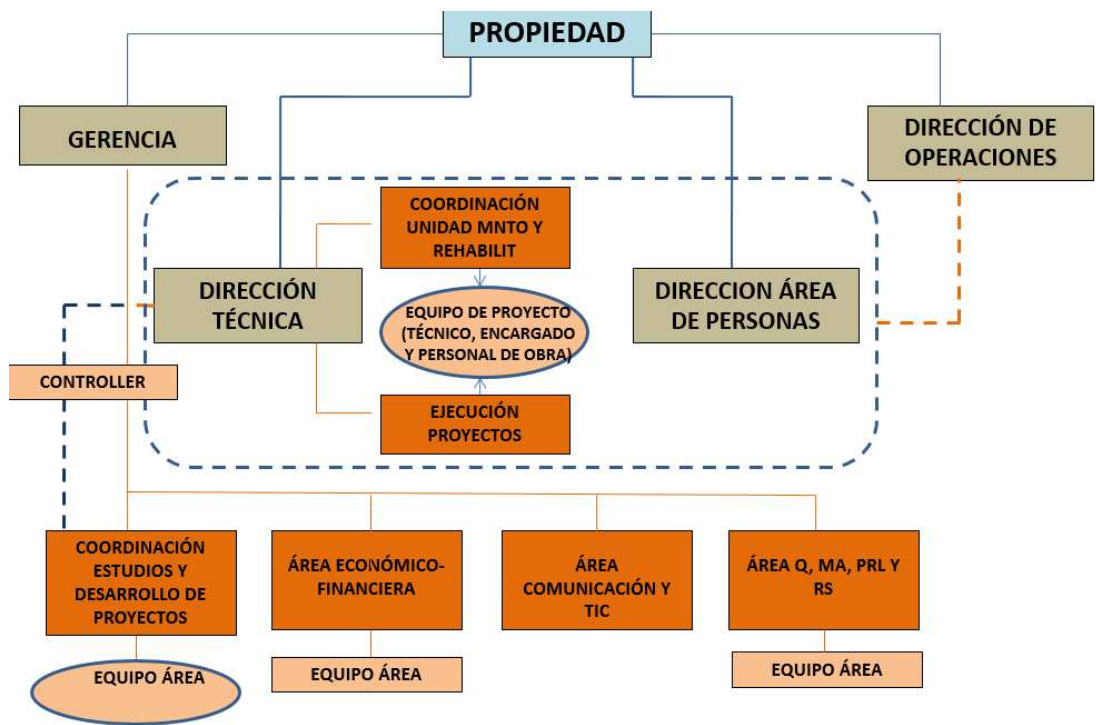 PROPIEDAD
GERENCIA
DIRECCIÓN DE
OPERACIONES
COORDINACIÓN
UNIDAD MNTO Y
REHABILIT
DIRECCIÓN
TÉCNICA
DIRECCION ÁREA
DE PERSONAS
EQUIPO DE PROYECTO
(TÉCNICO, ENCARGADO
Y PERSONAL DE OBRA)
CONTROLLER
EJECUCIÓN
PROYECTOS
COORDINACIÓN
ESTUDIOS Y
DESARROLLO DE
PROYECTOS
ÁREA ECONÓMICO-
FINANCIERA
ÁREA
COMUNICACIÓN Y
TIC
ÁREA Q, MA, PRL Y
RS
EQUIPO ÁREA
EQUIPO ÁREA
EQUIPO ÁREA